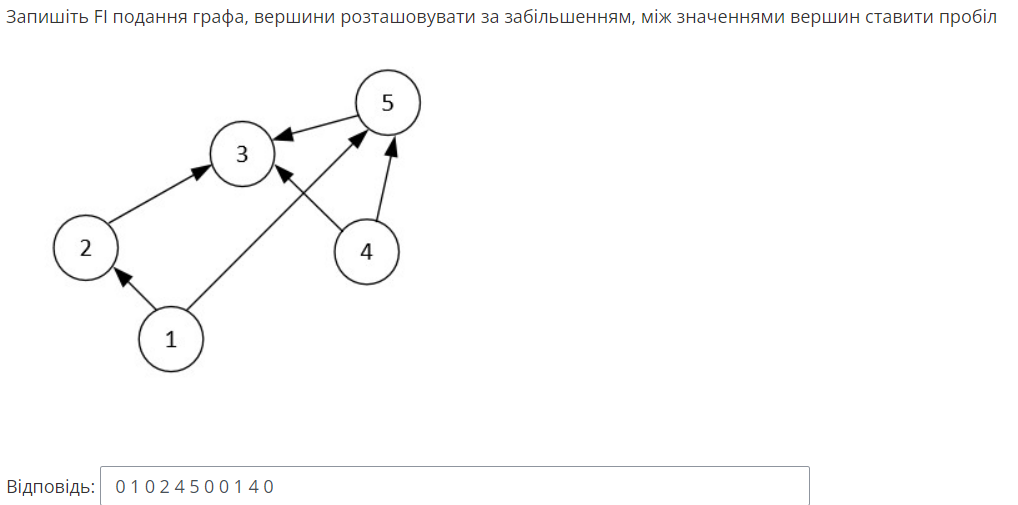 Запишіть FI подання графа, вершини розташовувати за забільшенням, між значеннями вершин ставити пробіл
5
3
2
4
1
Відповідь: 0 1 0 2 4 5 0 0 1 4 0